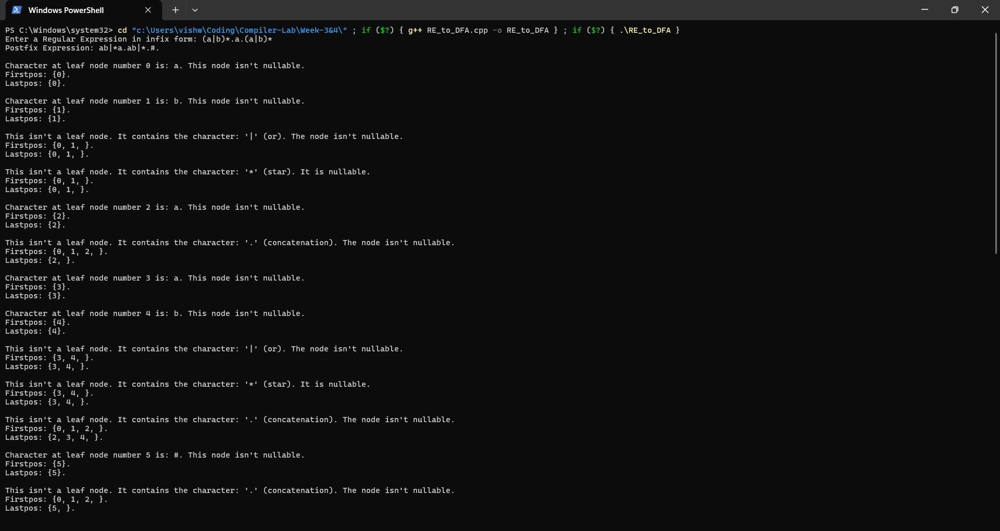 Windows PowerShell
PS C:\Windows\system32> cd "c:\Users\vishw\Coding\Compiler-Lab\Week-3&4\" ; if ($?) { g++ RE_to_DFA.cpp -o RE_to_DFA } ; if ($?) { .\RE_to_DFA }
Enter a Regular Expression in infix form: (a|b)*.a.(a|b)*
Postfix Expression: ab|*a.ab|*.#.
Character at leaf node number 0 is: a. This node isn't nullable.
Firstpos: {0}.
Lastpos: {0}.
Character at leaf node number 1 is: b. This node isn't nullable.
Firstpos: {1}.
Lastpos: {1}.
This isn't a leaf node. It contains the character: '|' (or). The node isn't nullable.
Firstpos: {0, 1, }.
Lastpos: {0, 1, }.
This isn't a leaf node. It contains the character: '*' (star). It is nullable.
Firstpos: {0, 1, }.
Lastpos: {0, 1, }.
Character at leaf node number 2 is: a. This node isn't nullable.
Firstpos: {2}.
Lastpos: {2}.
This isn't a leaf node. It contains the character: '.' (concatenation). The node isn't nullable.
Firstpos: {0, 1, 2, }.
Lastpos: {2, }.
Character at leaf node number 3 is: a. This node isn't nullable.
Firstpos: {3}.
Lastpos: {3}.
Character at leaf node number 4 is: b. This node isn't nullable.
Firstpos: {4}.
Lastpos: {4}.
This isn't a leaf node. It contains the character: '|' (or). The node isn't nullable.
Firstpos: {3, 4, }.
Lastpos: {3, 4, }.
This isn't a leaf node. It contains the character: '*' (star). It is nullable.
Firstpos: {3, 4, }.
Lastpos: {3, 4, }.
This isn't a leaf node. It contains the character: '.' (concatenation). The node isn't nullable.
Firstpos: {0, 1, 2, }.
Lastpos: {2, 3, 4, }.
Character at leaf node number 5 is: #. This node isn't nullable.
Firstpos: {5}.
Lastpos: {5}.
This isn't a leaf node. It contains the character: '.' (concatenation). The node isn't nullable.
Firstpos: {0, 1, 2, }.
Lastpos: {5, }.